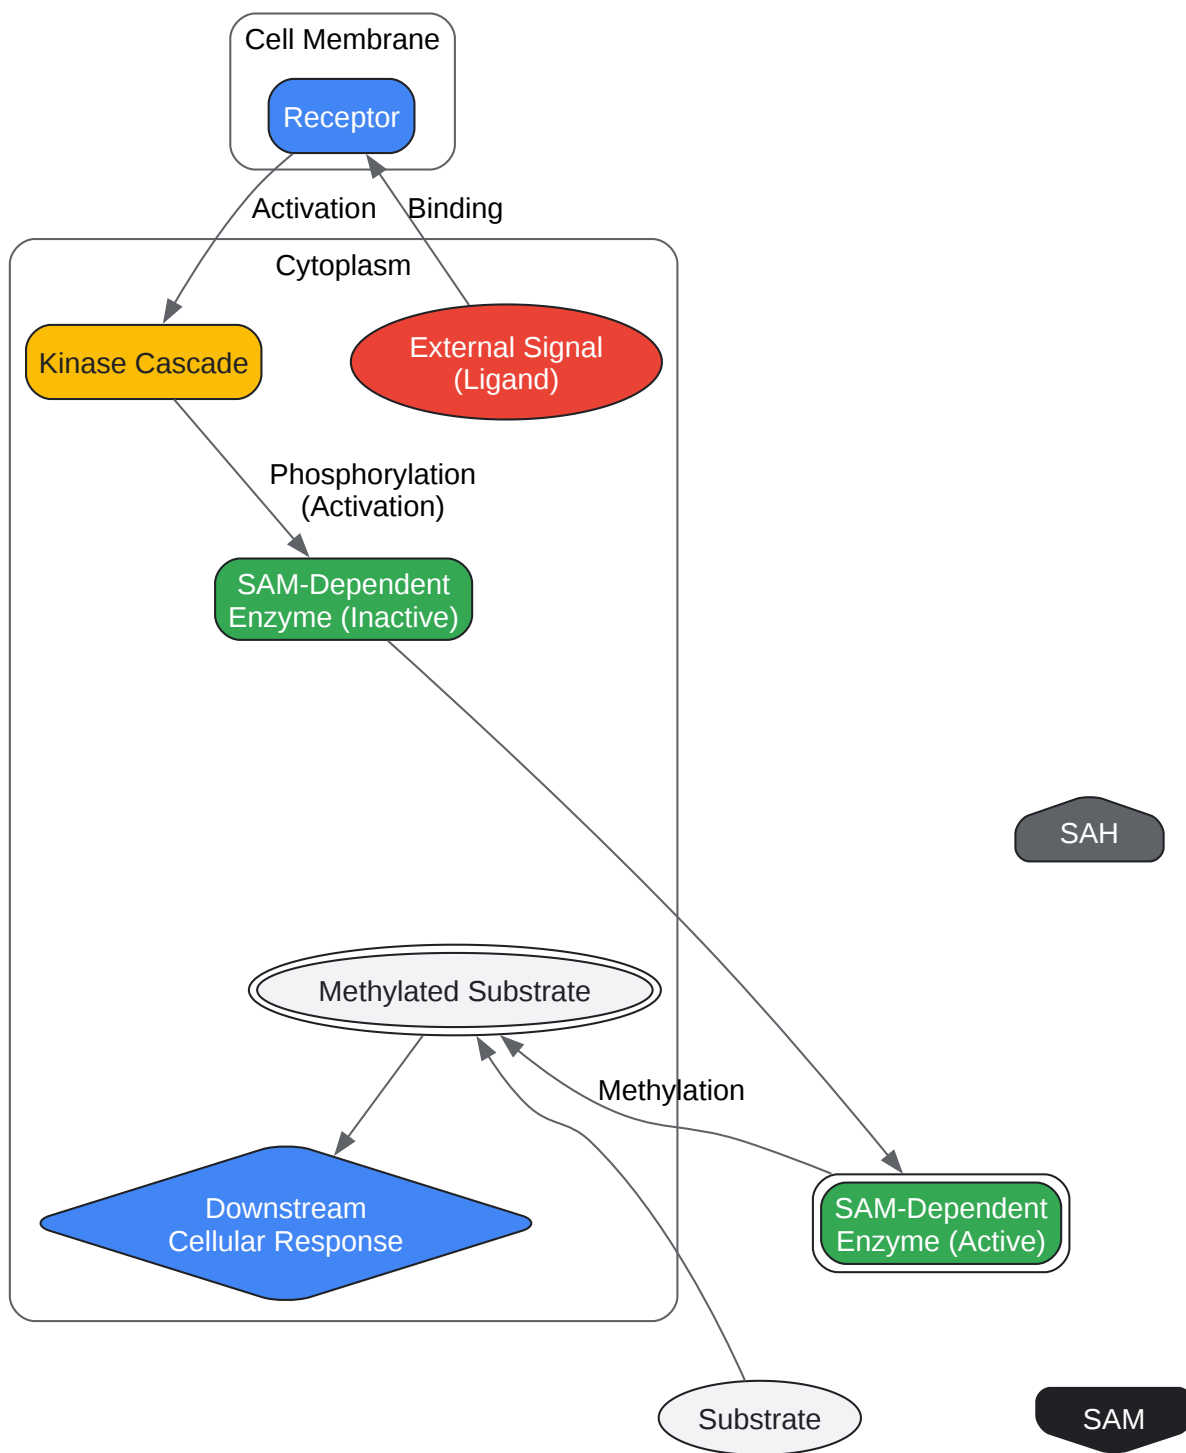 Cell Membrane
Receptor
Activation
Binding
Cytoplasm
Kinase Cascade
External Signal
(Ligand)
Phosphorylation
(Activation)
SAM-Dependent
Enzyme (Inactive)
SAH
Methylated Substrate
Methylation
Downstream
Cellular Response
SAM-Dependent
Enzyme (Active)
Substrate
SAM